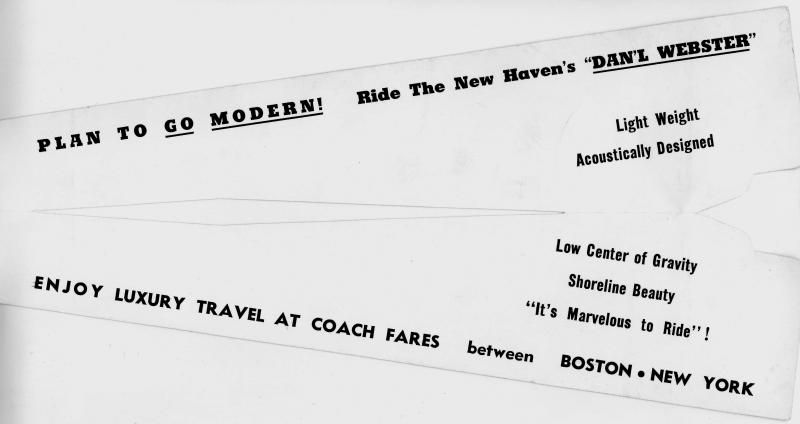 PLAN TO GO MODERN! Ride The New Haven's “DAN'L WEBSTER”
Light Weight
Acoustically Designed
Low Center of Gravity
Shoreline Beauty
“It's Marvelous to Ride”!
ENJOY LUXURY TRAVEL AT COACH FARES between BOSTON • NEW YORK